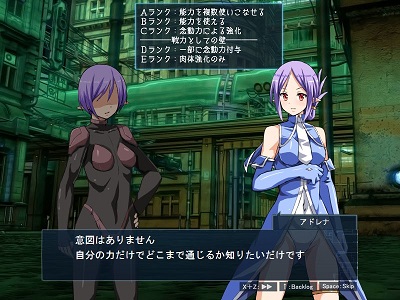 Aランク：能力を複数使いこなせる
Bランク：能力を使える
Cランク：念動力による強化
――――戦力としての壁――――
Dランク：一部に念動力付与
Eランク：肉体強化のみ
アドレナ
意図はありません
自分の力だけでどこまで通じるか知りたいだけです
X+Z: ▶▶ ↑: Backlog Space: Skip